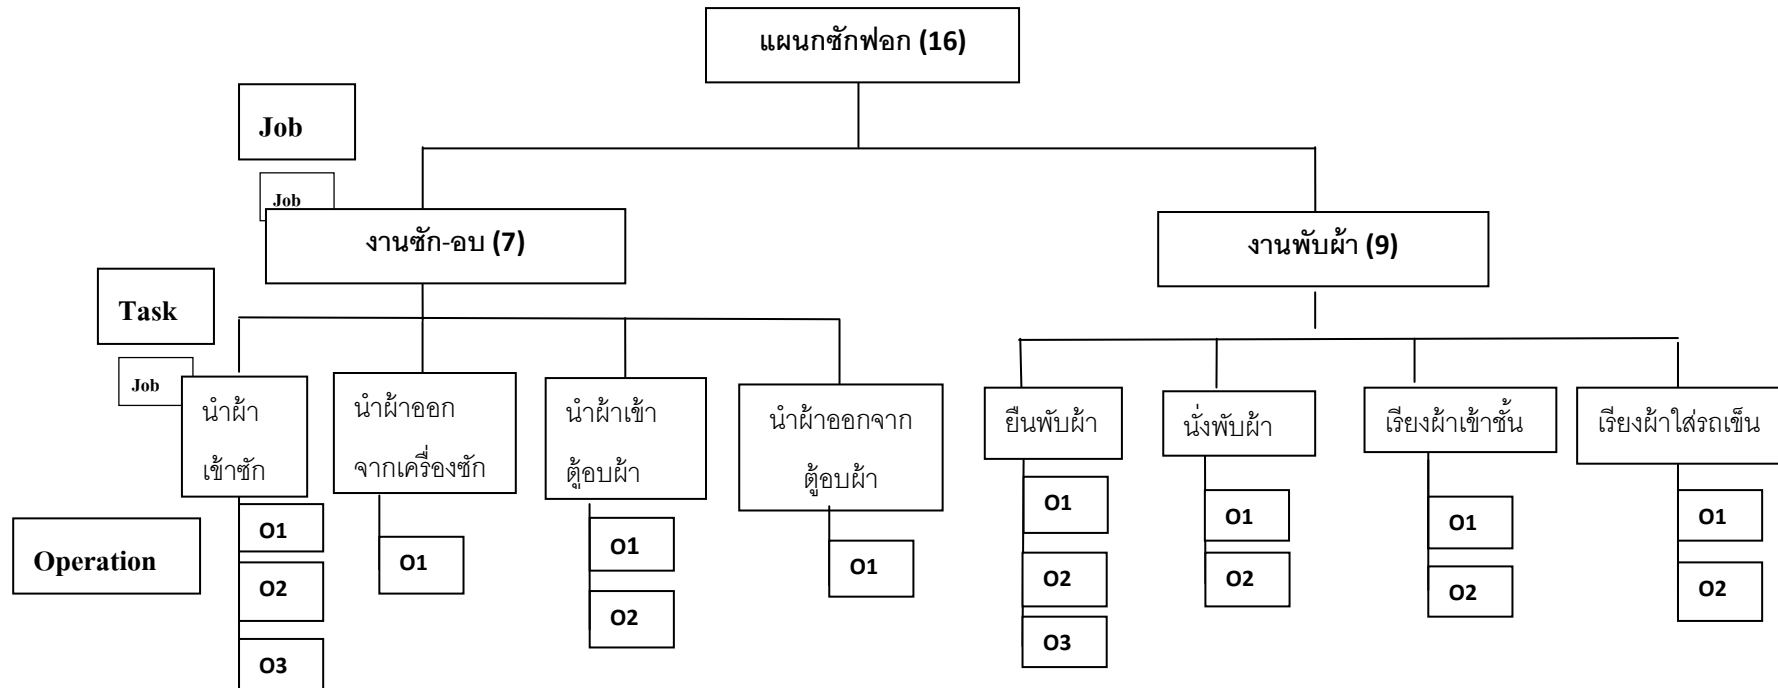 แผนกซักฟอก (16)
Job
Job
งานซัก-อบ (7)
งานพับผ้า (9)
Task
Job
นำผ้า
เข้าซัก
นำผ้าออก
จากเครื่องซัก
นำผ้าเข้า
ตู้อบผ้า
นำผ้าออกจาก
ตู้อบผ้า
ยืนพับผ้า
นั่งพับผ้า
เรียงผ้าเข้าชั้น
เรียงผ้าใส่รถเข็น
Operation
O1
O2
O3
O1
O1
O2
O1
O1
O2
O3
O1
O2
O1
O2
O1
O2